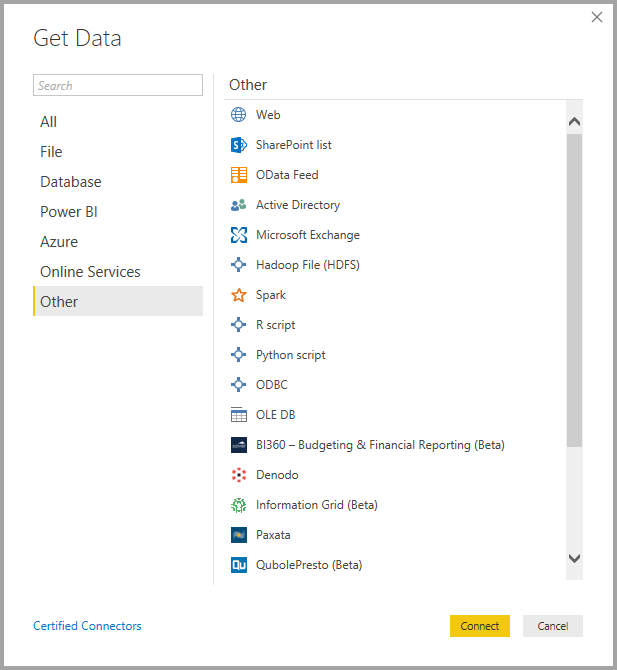 Get Data
Search
All
File
Database
Power BI
Azure
Online Services
Other
Other
Web
SharePoint list
OData Feed
Active Directory
Microsoft Exchange
Hadoop File (HDFS)
Spark
R script
Python script
ODBC
OLE DB
BI360 – Budgeting & Financial Reporting (Beta)
Denodo
Information Grid (Beta)
Paxata
QubolePresto (Beta)
Certified Connectors
Connect
Cancel